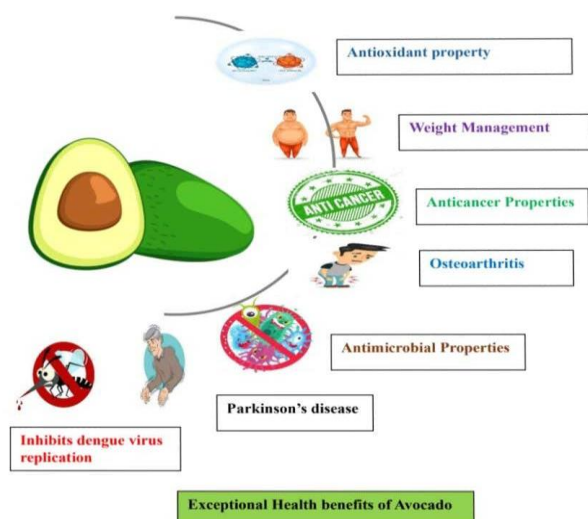 Antioxidant property
Weight Management
ANTI CANCER
Anticancer Properties
Osteoarthritis
Antimicrobial Properties
Parkinson's disease
Inhibits dengue virus
replication
Exceptional Health benefits of Avocado